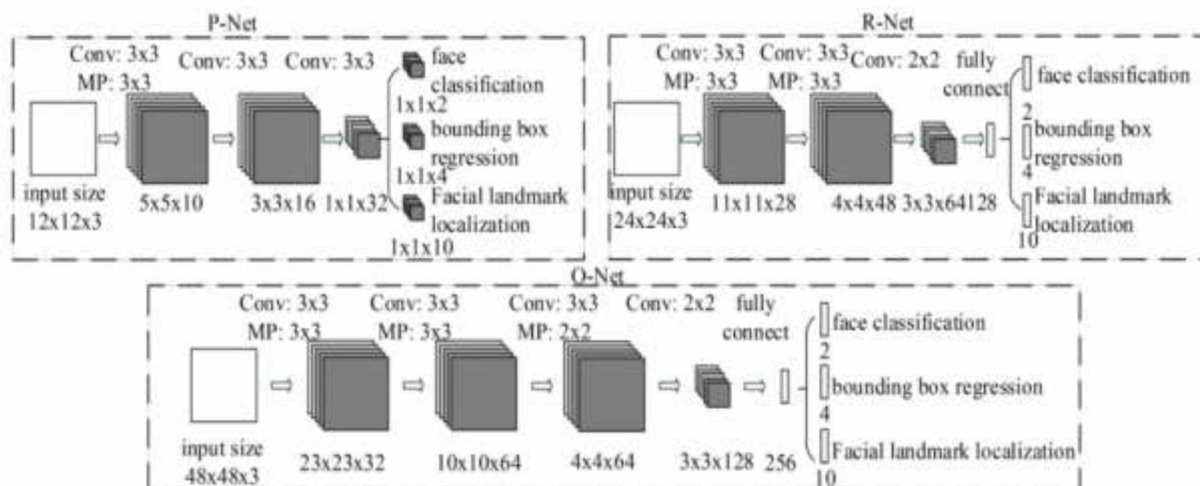 P-Net
Conv: 3x3
MP: 3x3
Conv: 3x3
Conv: 3x3
face
classification
1x1x2
bounding box
regression
1x1x4
Facial landmark
localization
1x1x10
input size
12x12x3
5x5x10
3x3x16
1x1x32
R-Net
Conv: 3x3
MP: 3x3
Conv: 3x3
MP: 3x3
Conv: 2x2
fully
connect
face classification
2
bounding box
regression
4
Facial landmark
localization
10
input size
24x24x3
11x11x28
4x4x48
3x3x64
128
O-Net
Conv: 3x3
MP: 3x3
Conv: 3x3
MP: 3x3
Conv: 3x3
MP: 2x2
Conv: 2x2
fully
connect
face classification
2
bounding box regression
4
Facial landmark localization
10
input size
48x48x3
23x23x32
10x10x64
4x4x64
3x3x128
256